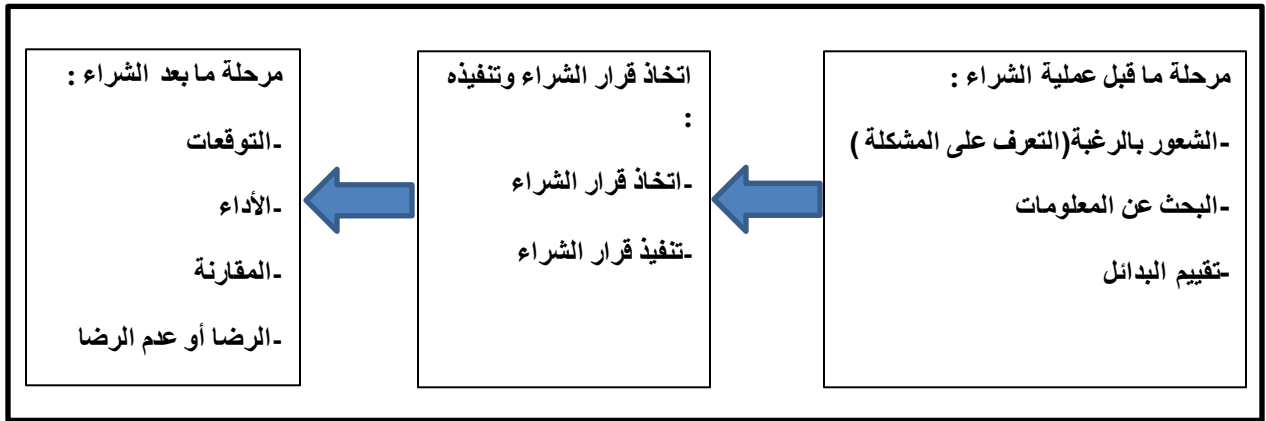 مرحلة ما قبل عملية الشراء :
-الشعور بالرغبة(التعرف على المشكلة )
-البحث عن المعلومات
-تقييم البدائل
اتخاذ قرار الشراء وتنفيذه
:
-اتخاذ قرار الشراء
-تنفيذ قرار الشراء
مرحلة ما بعد الشراء :
-التوقعات
-الأداء
-المقارنة
-الرضا أو عدم الرضا